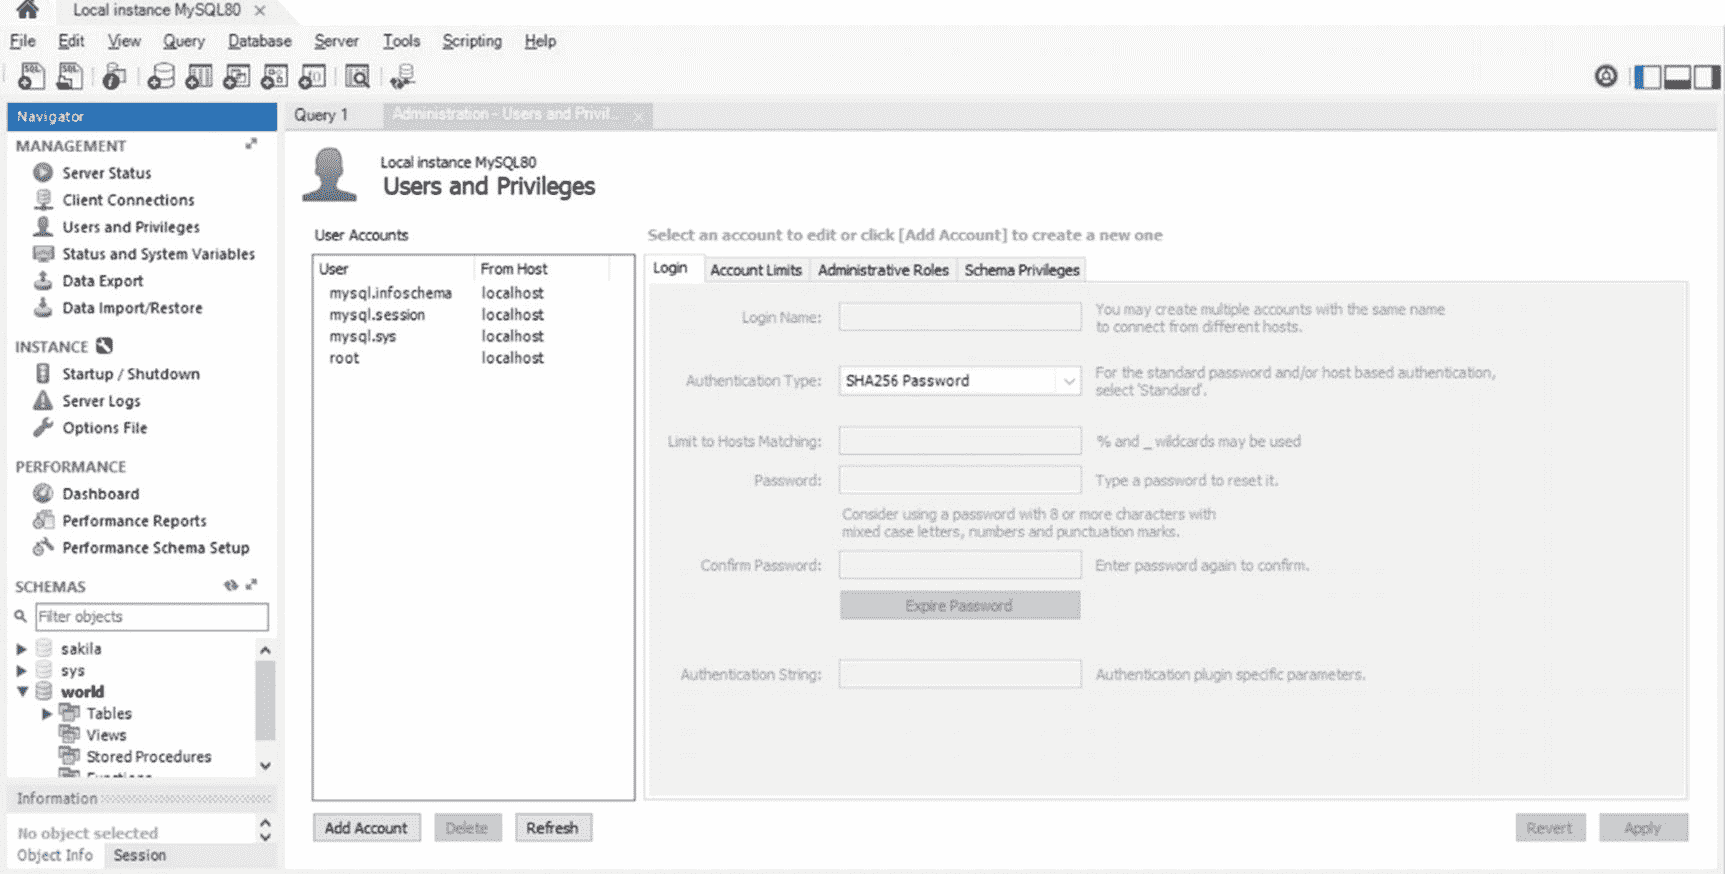 Local instance MySQL80 ×
File Edit View Query Database Server Tools Scripting Help
Navigator
MANAGEMENT
Server Status
Client Connections
Users and Privileges
Status and System Variables
Data Export
Data Import/Restore
INSTANCE
Startup / Shutdown
Server Logs
Options File
PERFORMANCE
Dashboard
Performance Reports
Performance Schema Setup
SCHEMAS
Filter objects
sakila
sys
world
Tables
Views
Stored Procedures
Functions
Information
No object selected
Object Info Session
Query 1 Administration - Users and Privil... ×
Local instance MySQL80
Users and Privileges
User Accounts
User From Host
mysql.infoschema localhost
mysql.session localhost
mysql.sys localhost
root localhost
Add Account Delete Refresh
Select an account to edit or click [Add Account] to create a new one
Login Account Limits Administrative Roles Schema Privileges
Login Name:
You may create multiple accounts with the same name
to connect from different hosts.
Authentication Type: SHA256 Password
For the standard password and/or host based authentication,
select 'Standard'.
Limit to Hosts Matching: % and _ wildcards may be used
Password: Type a password to reset it.
Consider using a password with 8 or more characters with
mixed case letters, numbers and punctuation marks.
Confirm Password: Enter password again to confirm.
Expire Password
Authentication String: Authentication plugin specific parameters.
Revert Apply